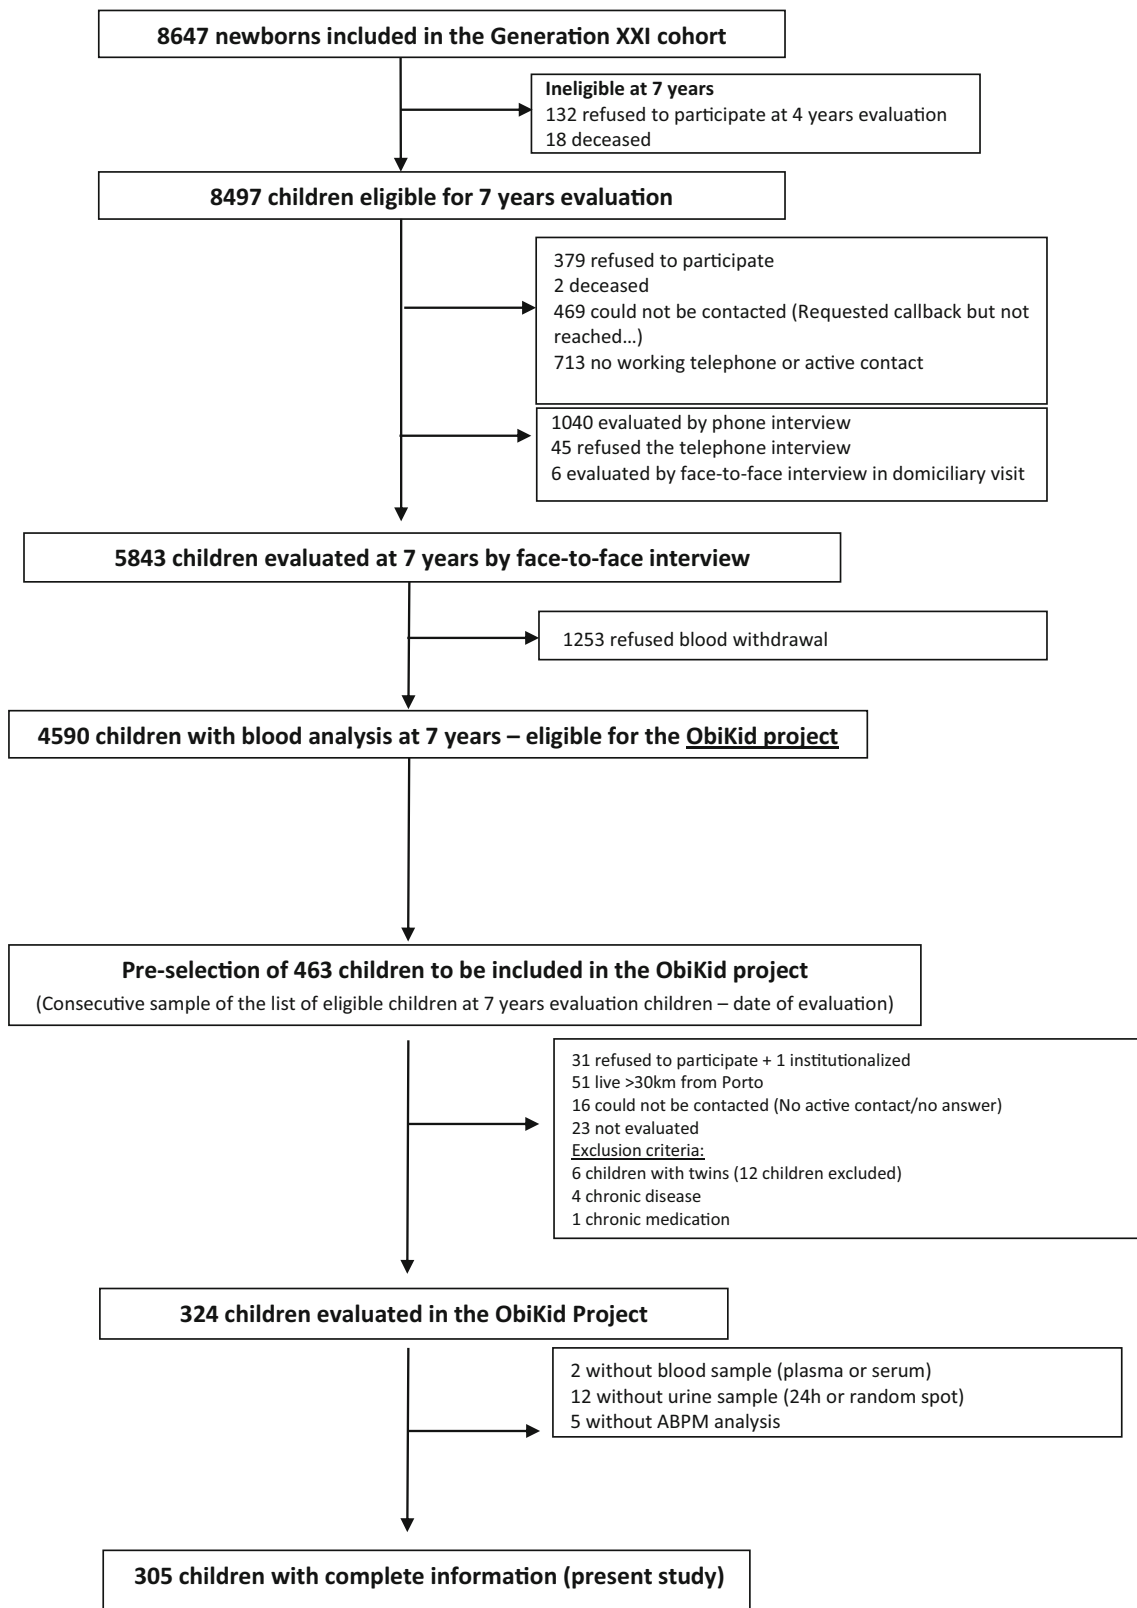 8647 newborns included in the Generation XXI cohort
Ineligible at 7 years
132 refused to participate at 4 years evaluation
18 deceased
8497 children eligible for 7 years evaluation
379 refused to participate
2 deceased
469 could not be contacted (Requested callback but not
reached...)
713 no working telephone or active contact
1040 evaluated by phone interview
45 refused the telephone interview
6 evaluated by face-to-face interview in domiciliary visit
5843 children evaluated at 7 years by face-to-face interview
1253 refused blood withdrawal
4590 children with blood analysis at 7 years – eligible for the ObiKid project
Pre-selection of 463 children to be included in the ObiKid project
(Consecutive sample of the list of eligible children at 7 years evaluation children – date of evaluation)
31 refused to participate + 1 institutionalized
51 live >30km from Porto
16 could not be contacted (No active contact/no answer)
23 not evaluated
Exclusion criteria:
6 children with twins (12 children excluded)
4 chronic disease
1 chronic medication
324 children evaluated in the ObiKid Project
2 without blood sample (plasma or serum)
12 without urine sample (24h or random spot)
5 without ABPM analysis
305 children with complete information (present study)